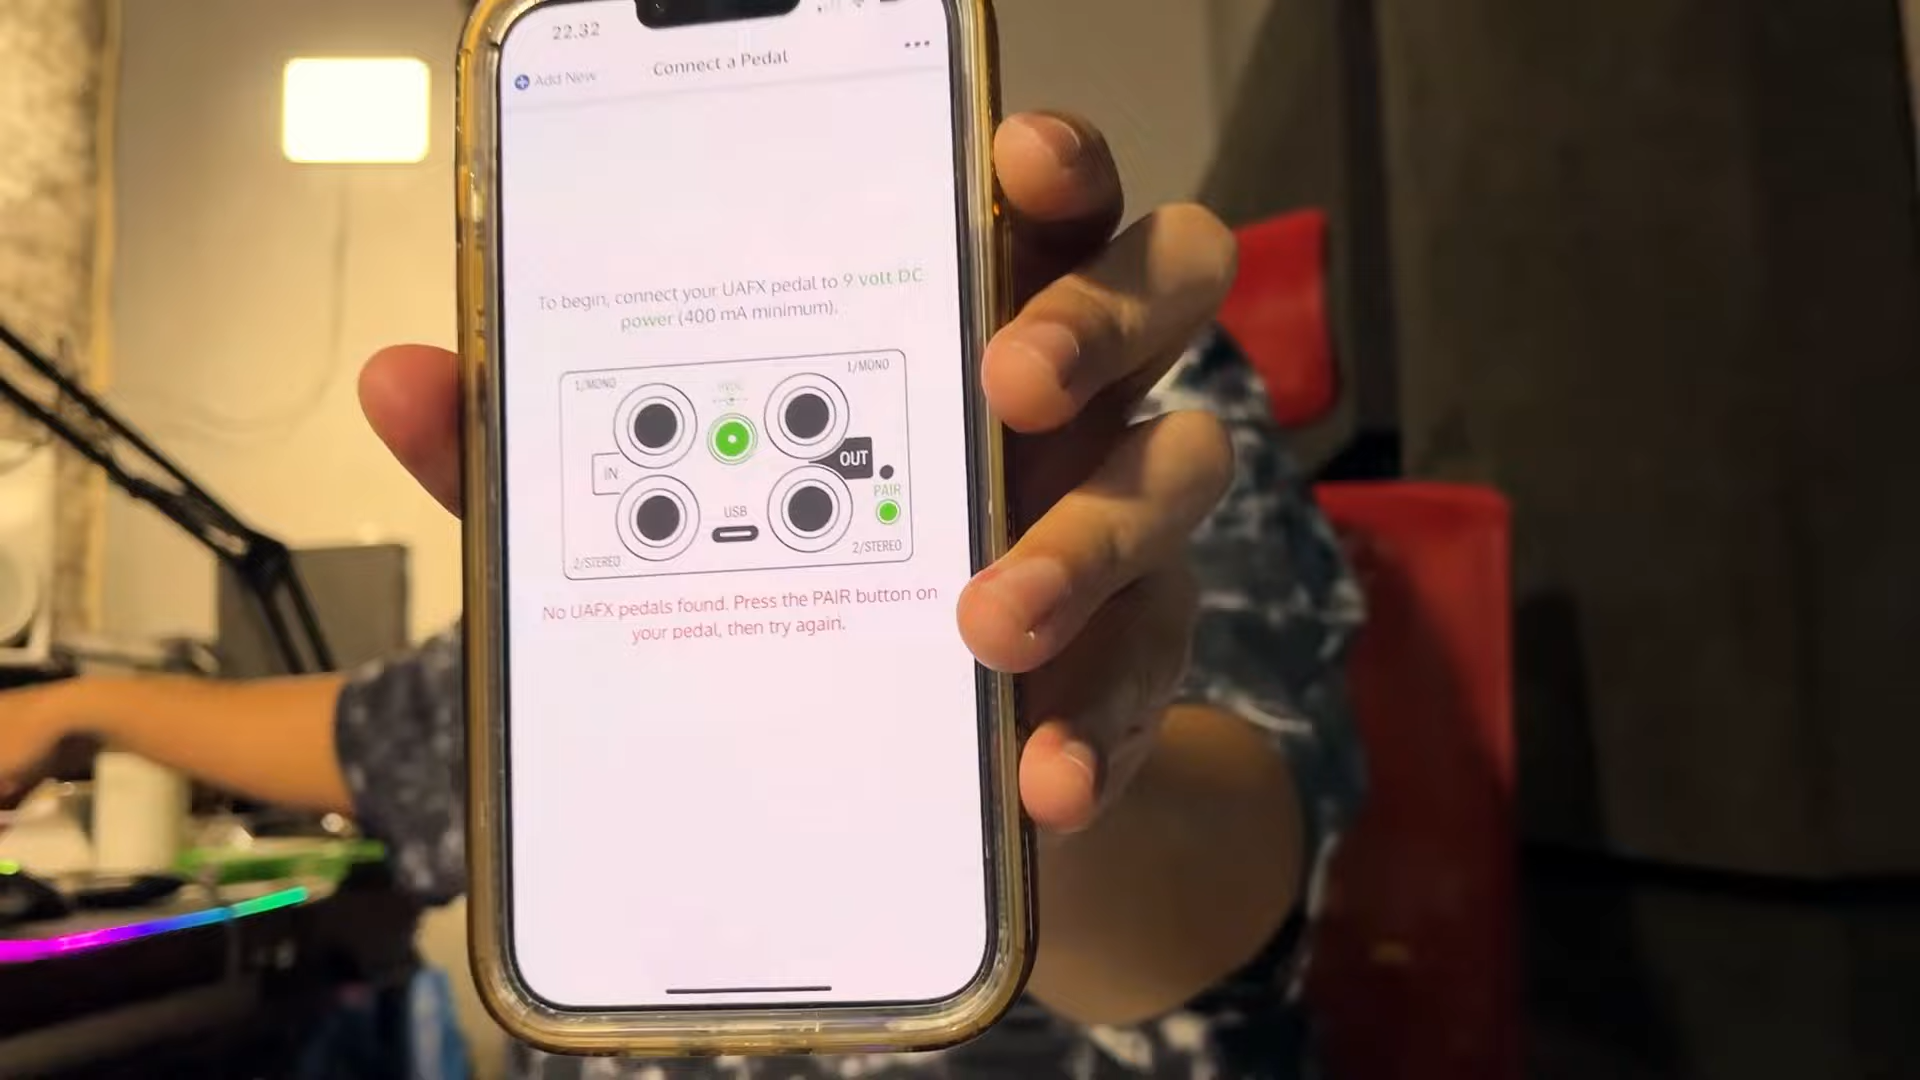 22.32
Add New
Connect a Pedal
To begin, connect your UAFX pedal to 9 volt DC
power (400 mA minimum).
1/MONO
9VDC
1/MONO
IN
OUT
PAIR
USB
2/STEREO
2/STEREO
No UAFX pedals found. Press the PAIR button on
your pedal, then try again.